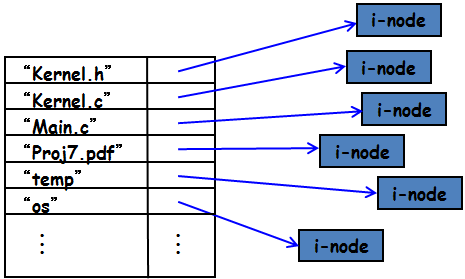 i-node
"Kernel.h"
i-node
"Kernel.c"
i-node
"Main.c"
"Proj7.pdf"
i-node
"temp"
i-node
"os"
i-node
⋮ ⋮